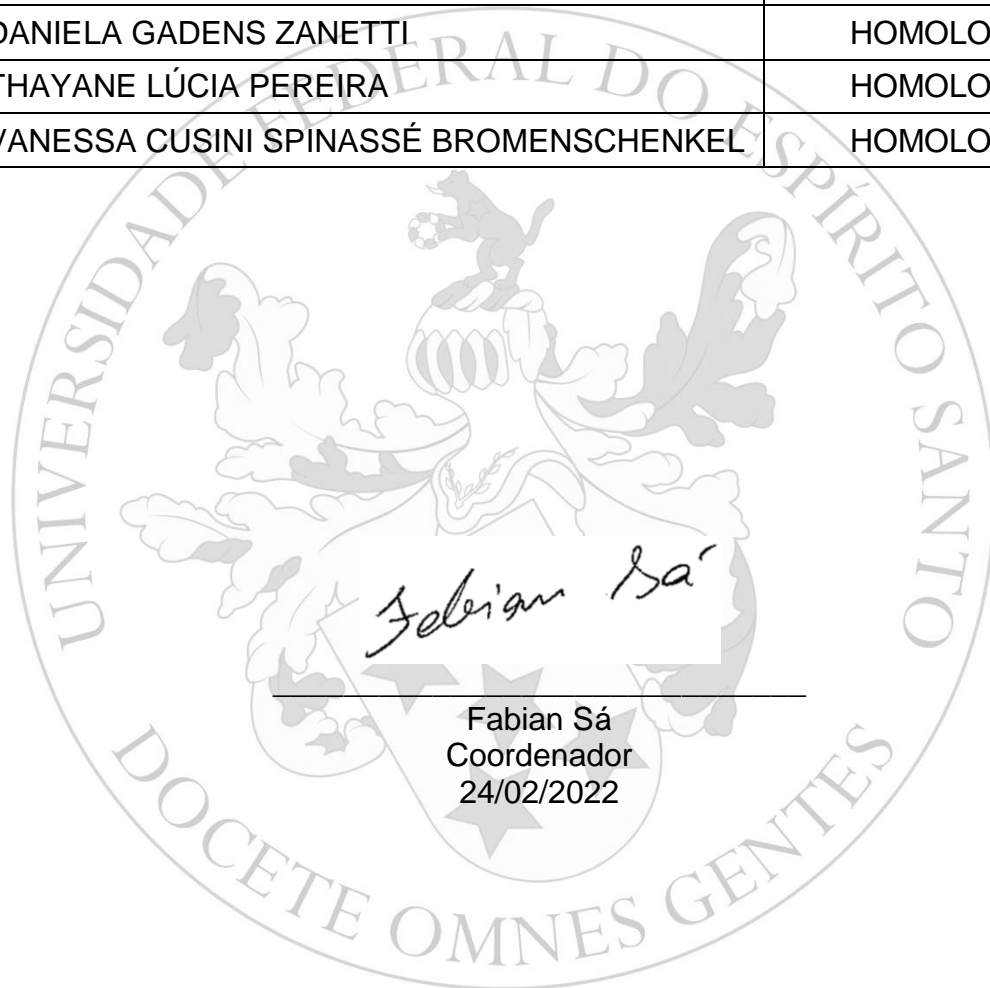 DANIELA GADENS ZANETTI HOMOLO
THAYANE LÚCIA PEREIRA HOMOLO
VANESSA CUSINI SPINASSÉ BROMENSCHENKEL HOMOLO
UNIVERSIDADE FEDERAL DO ESPÍRITO SANTO
Fabian Sá
Fabian Sá
Coordenador
24/02/2022
DOCETE OMNES GENTES